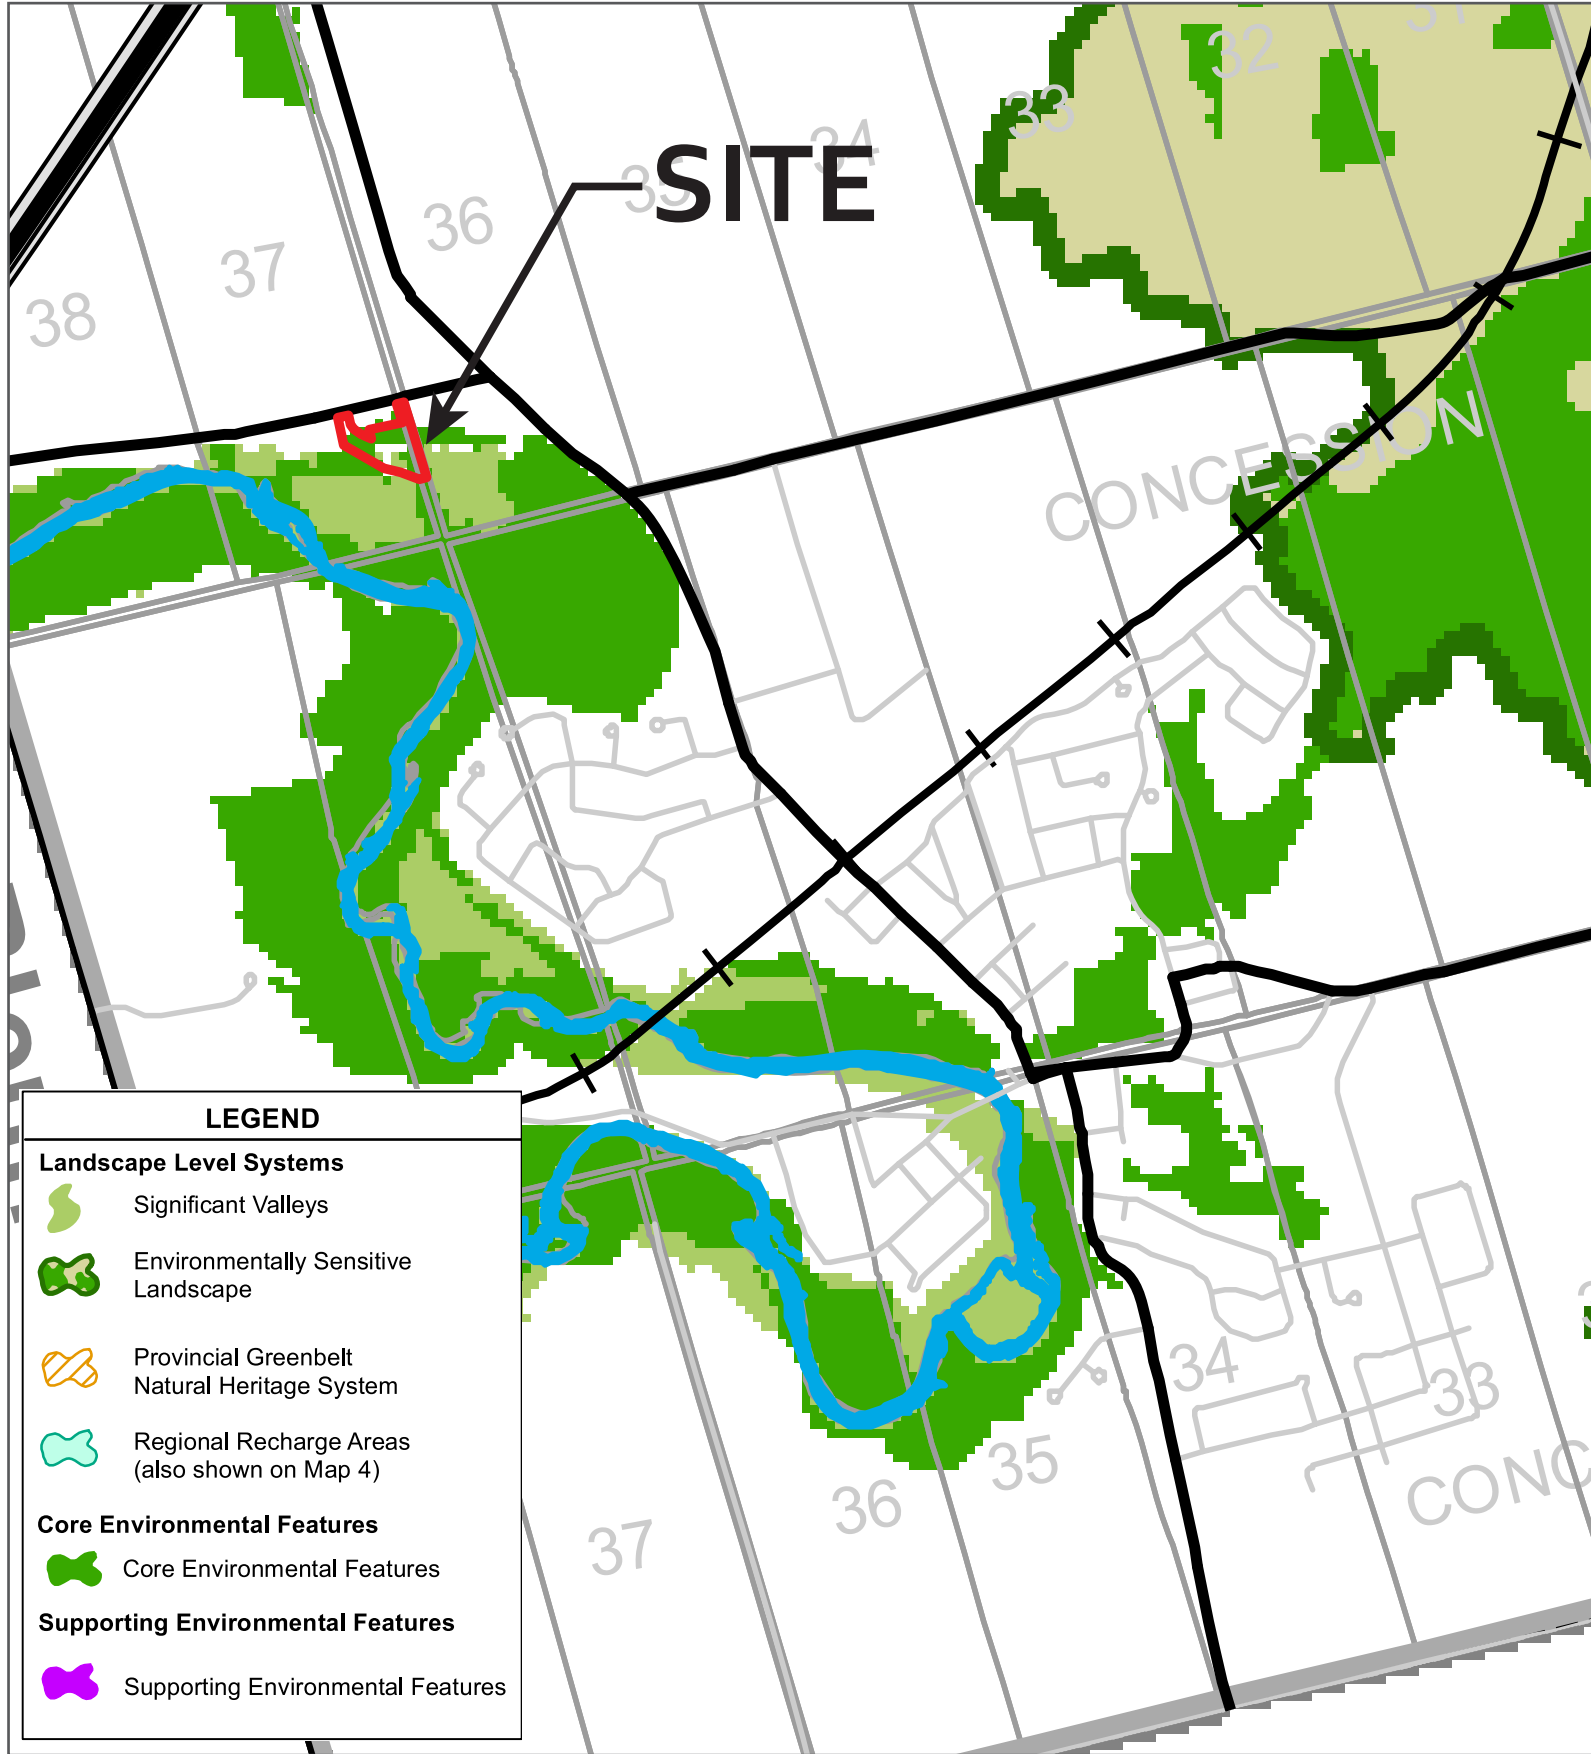 32
33
34
35
SITE
36
37
38
CONCESSION
LEGEND
Landscape Level Systems
Significant Valleys
Environmentally Sensitive
Landscape
Provincial Greenbelt
Natural Heritage System
Regional Recharge Areas
(also shown on Map 4)
Core Environmental Features
Core Environmental Features
Supporting Environmental Features
Supporting Environmental Features
34
33
35
36
37
CONC